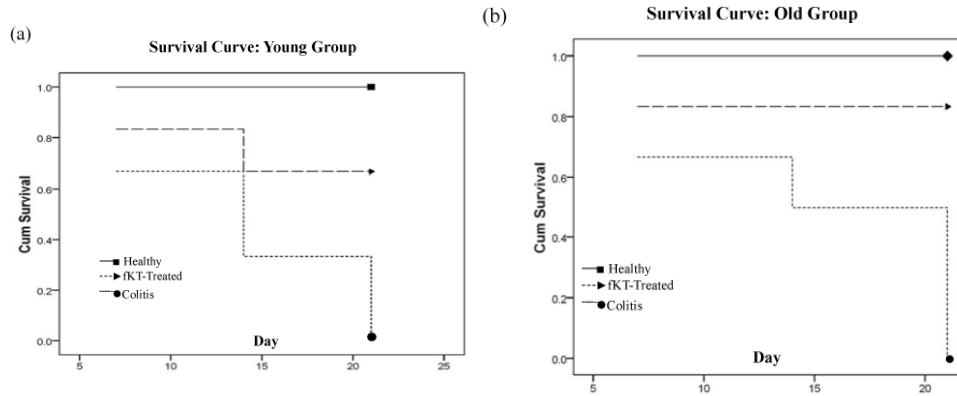 (a)
Survival Curve: Young Group
Cum Survival
1.0
0.8
0.6
0.4
0.2
0.0
Healthy
fKT-Treated
Colitis
Day
5
10
15
20
25
(b)
Survival Curve: Old Group
Cum Survival
1.0
0.8
0.6
0.4
0.2
0.0
Healthy
fKT-Treated
Colitis
Day
5
10
15
20